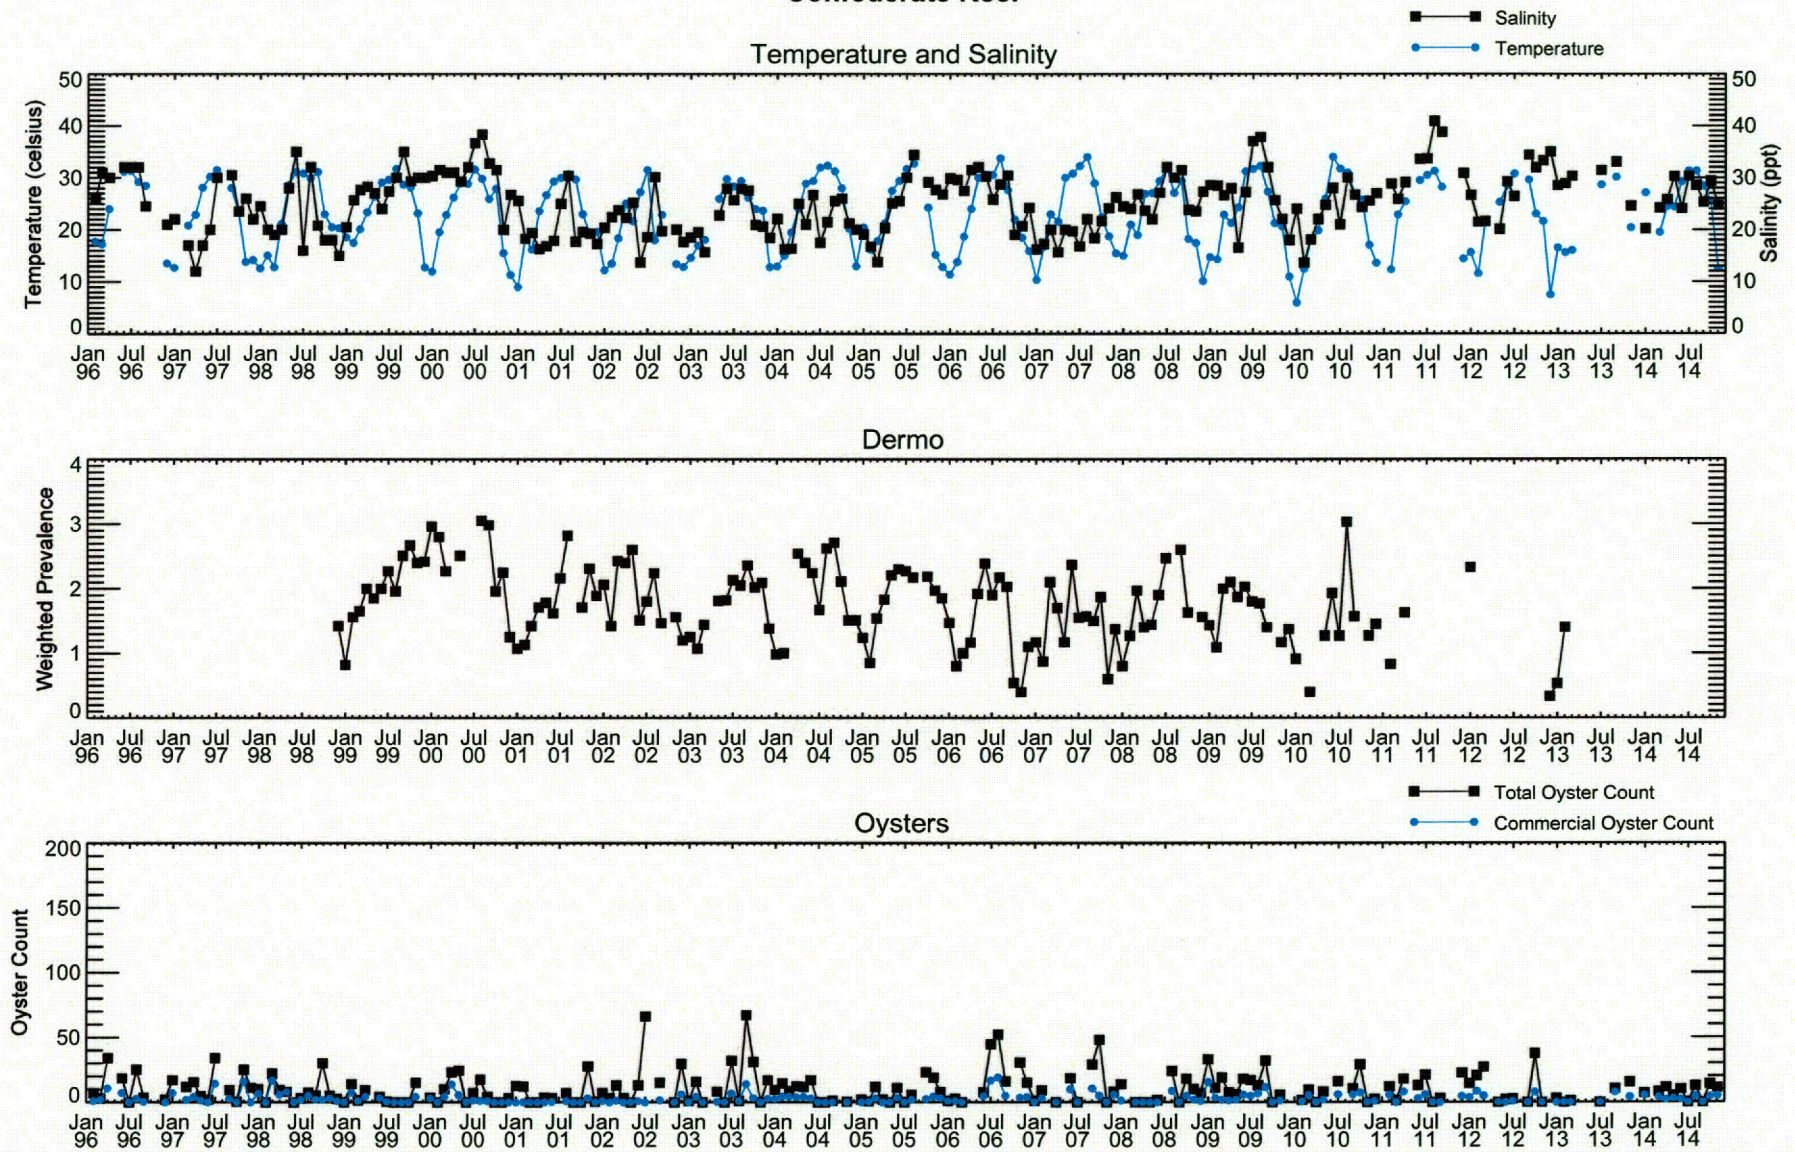 Salinity
Temperature and Salinity
Temperature
50 50
40 40
30 30
20 20
10 10
0 0
Temperature (celsius)
Salinity (ppt)
Jan Jul Jan Jul Jan Jul Jan Jul Jan Jul Jan Jul Jan Jul Jan Jul Jan Jul Jan Jul Jan Jul Jan Jul Jan Jul Jan Jul Jan Jul Jan Jul Jan Jul Jan Jul Jan Jul
96 96 97 97 98 98 99 99 00 00 01 01 02 02 03 03 04 04 05 05 06 06 07 07 08 08 09 09 10 10 11 11 12 12 13 13 14 14
Dermo
4
3
2
1
0
Weighted Prevalence
Jan Jul Jan Jul Jan Jul Jan Jul Jan Jul Jan Jul Jan Jul Jan Jul Jan Jul Jan Jul Jan Jul Jan Jul Jan Jul Jan Jul Jan Jul Jan Jul Jan Jul Jan Jul Jan Jul
96 96 97 97 98 98 99 99 00 00 01 01 02 02 03 03 04 04 05 05 06 06 07 07 08 08 09 09 10 10 11 11 12 12 13 13 14 14
Total Oyster Count
Oysters
Commercial Oyster Count
200
150
100
50
0
Oyster Count
Jan Jul Jan Jul Jan Jul Jan Jul Jan Jul Jan Jul Jan Jul Jan Jul Jan Jul Jan Jul Jan Jul Jan Jul Jan Jul Jan Jul Jan Jul Jan Jul Jan Jul Jan Jul Jan Jul
96 96 97 97 98 98 99 99 00 00 01 01 02 02 03 03 04 04 05 05 06 06 07 07 08 08 09 09 10 10 11 11 12 12 13 13 14 14